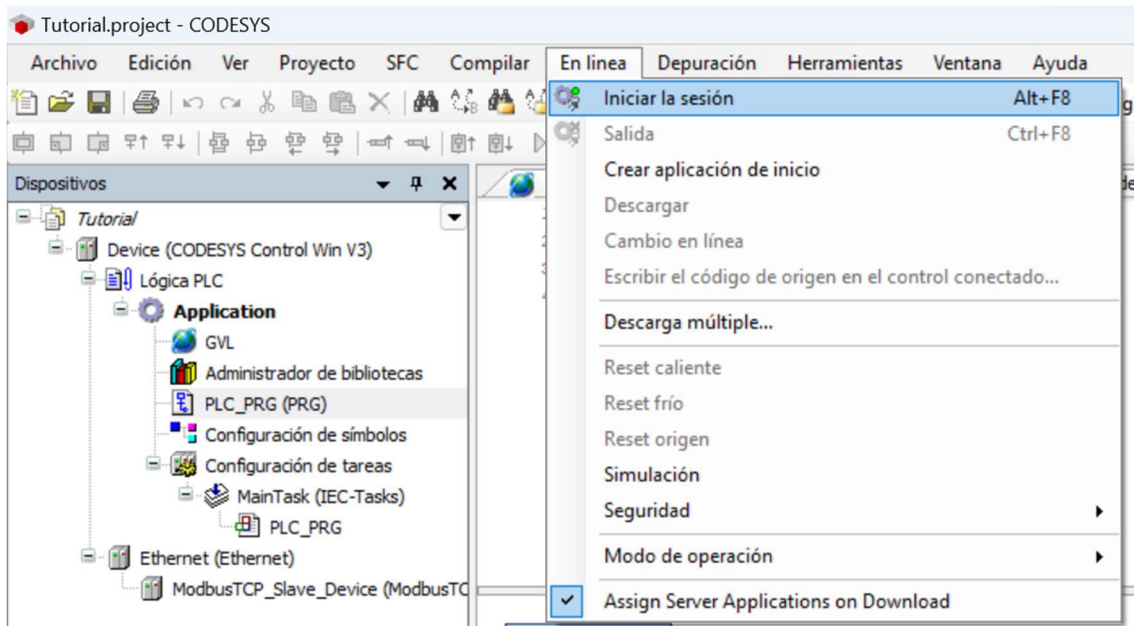 Tutorial.project - CODESYS
Archivo Edición Ver Proyecto SFC Compilar En linea Depuración Herramientas Ventana Ayuda
Dispositivos
Tutorial
Device (CODESYS Control Win V3)
Lógica PLC
Application
GVL
Administrador de bibliotecas
PLC_PRG (PRG)
Configuración de símbolos
Configuración de tareas
MainTask (IEC-Tasks)
PLC_PRG
Ethernet (Ethernet)
ModbusTCP_Slave_Device (ModbusTC
Iniciar la sesión Alt+F8
Salida Ctrl+F8
Crear aplicación de inicio
Descargar
Cambio en línea
Escribir el código de origen en el control conectado...
Descarga múltiple...
Reset caliente
Reset frío
Reset origen
Simulación
Seguridad
Modo de operación
Assign Server Applications on Download